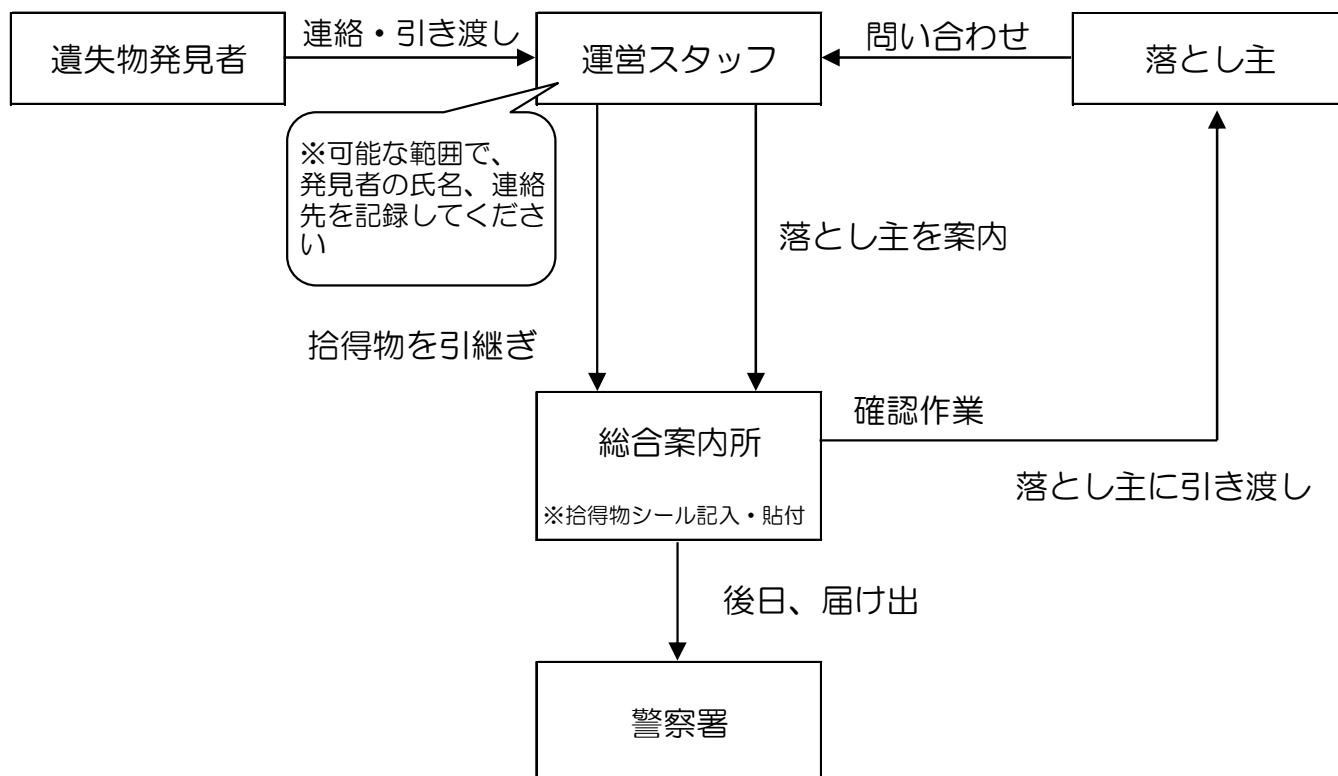 遺失物発見者
連絡・引き渡し
運営スタッフ
問い合わせ
落とし主
※可能な範囲で、
発見者の氏名、連絡
先を記録してくださ
い
落とし主を案内
拾得物を引継ぎ
総合案内所
※拾得物シール記入・貼付
確認作業
落とし主に引き渡し
後日、届け出
警察署